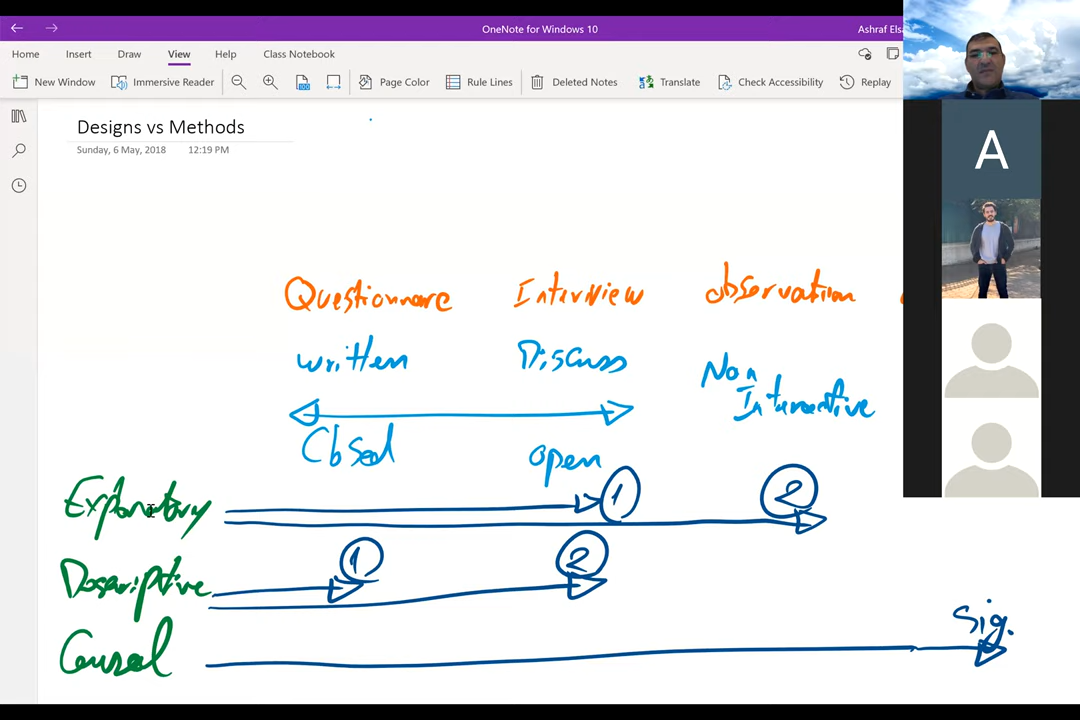 OneNote for Windows 10
Ashraf Elsa
Home Insert Draw View Help Class Notebook
New Window Immersive Reader Page Color Rule Lines Deleted Notes Translate Check Accessibility Replay
A
Designs vs Methods
Sunday, 6 May, 2018 12:19 PM
Questionnare Interview observation
written Discuss Non Interactive
Closed open
Exploratory 1 2
Descriptive 1 2
Causal Sig.